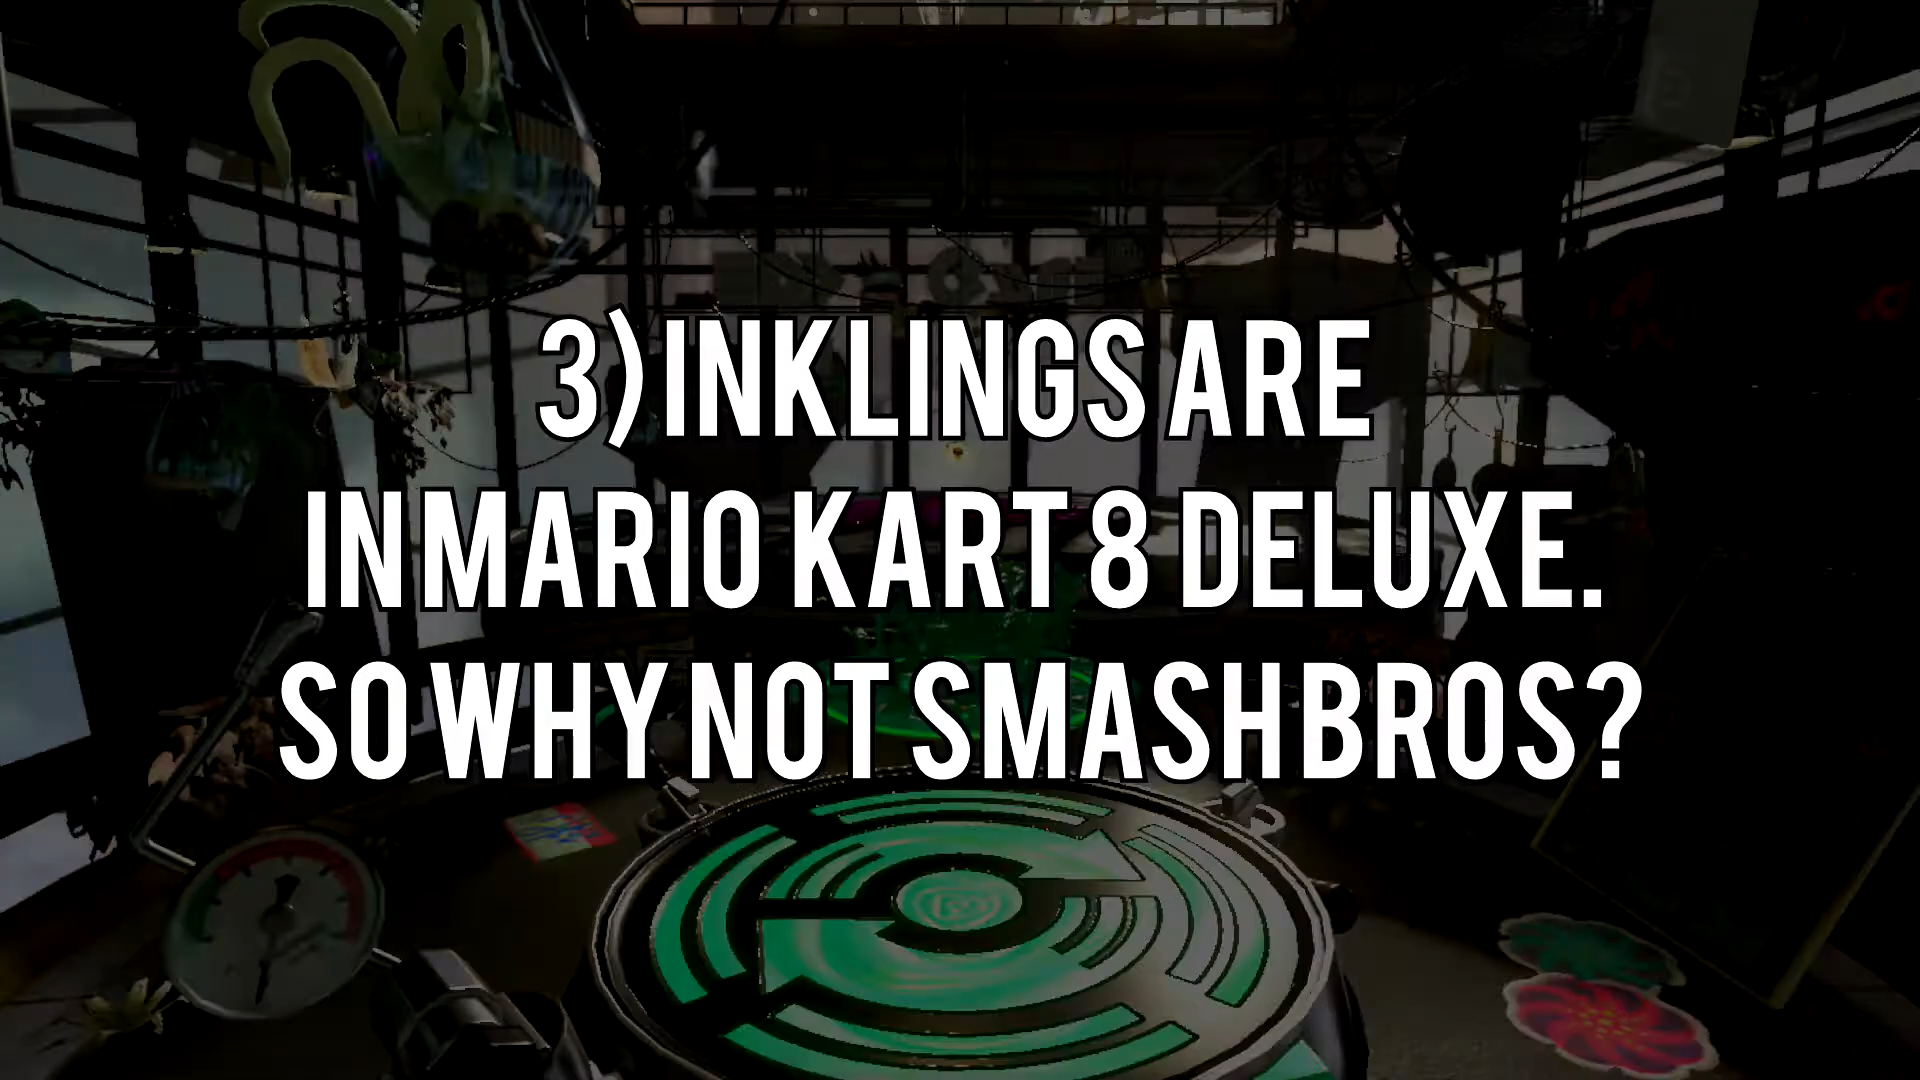 3) INKLINGS ARE
IN MARIO KART 8 DELUXE.
SO WHY NOT SMASH BROS?